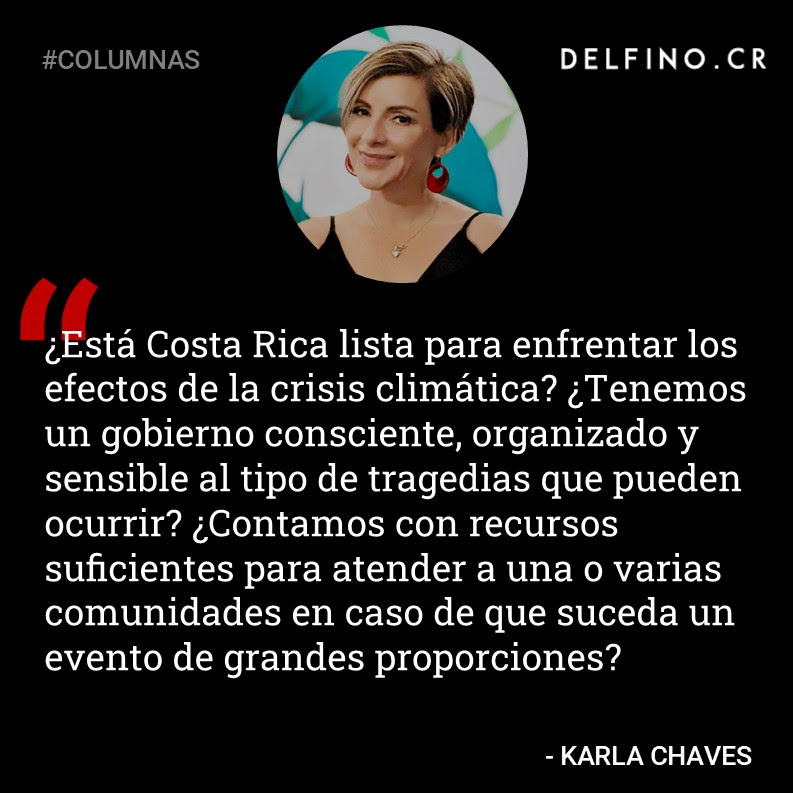 #COLUMNAS
DELFINO.CR
“
¿Está Costa Rica lista para enfrentar los
efectos de la crisis climática? ¿Tenemos
un gobierno consciente, organizado y
sensible al tipo de tragedias que pueden
ocurrir? ¿Contamos con recursos
suficientes para atender a una o varias
comunidades en caso de que suceda un
evento de grandes proporciones?
- KARLA CHAVES